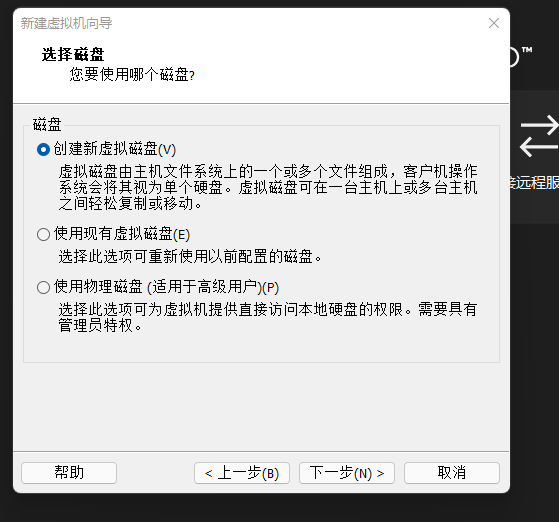 新建虚拟机向导
选择磁盘
您要使用哪个磁盘?
™
磁盘
创建新虚拟磁盘(V)
虚拟磁盘由主机文件系统上的一个或多个文件组成，客户机操作
系统会将其视为单个硬盘。虚拟磁盘可在一台主机上或多台主机
之间轻松复制或移动。
远程服
使用现有虚拟磁盘(E)
选择此选项可重新使用以前配置的磁盘。
使用物理磁盘 (适用于高级用户)(P)
选择此选项可为虚拟机提供直接访问本地硬盘的权限。需要具有
管理员特权。
帮助
< 上一步(B)
下一步(N) >
取消